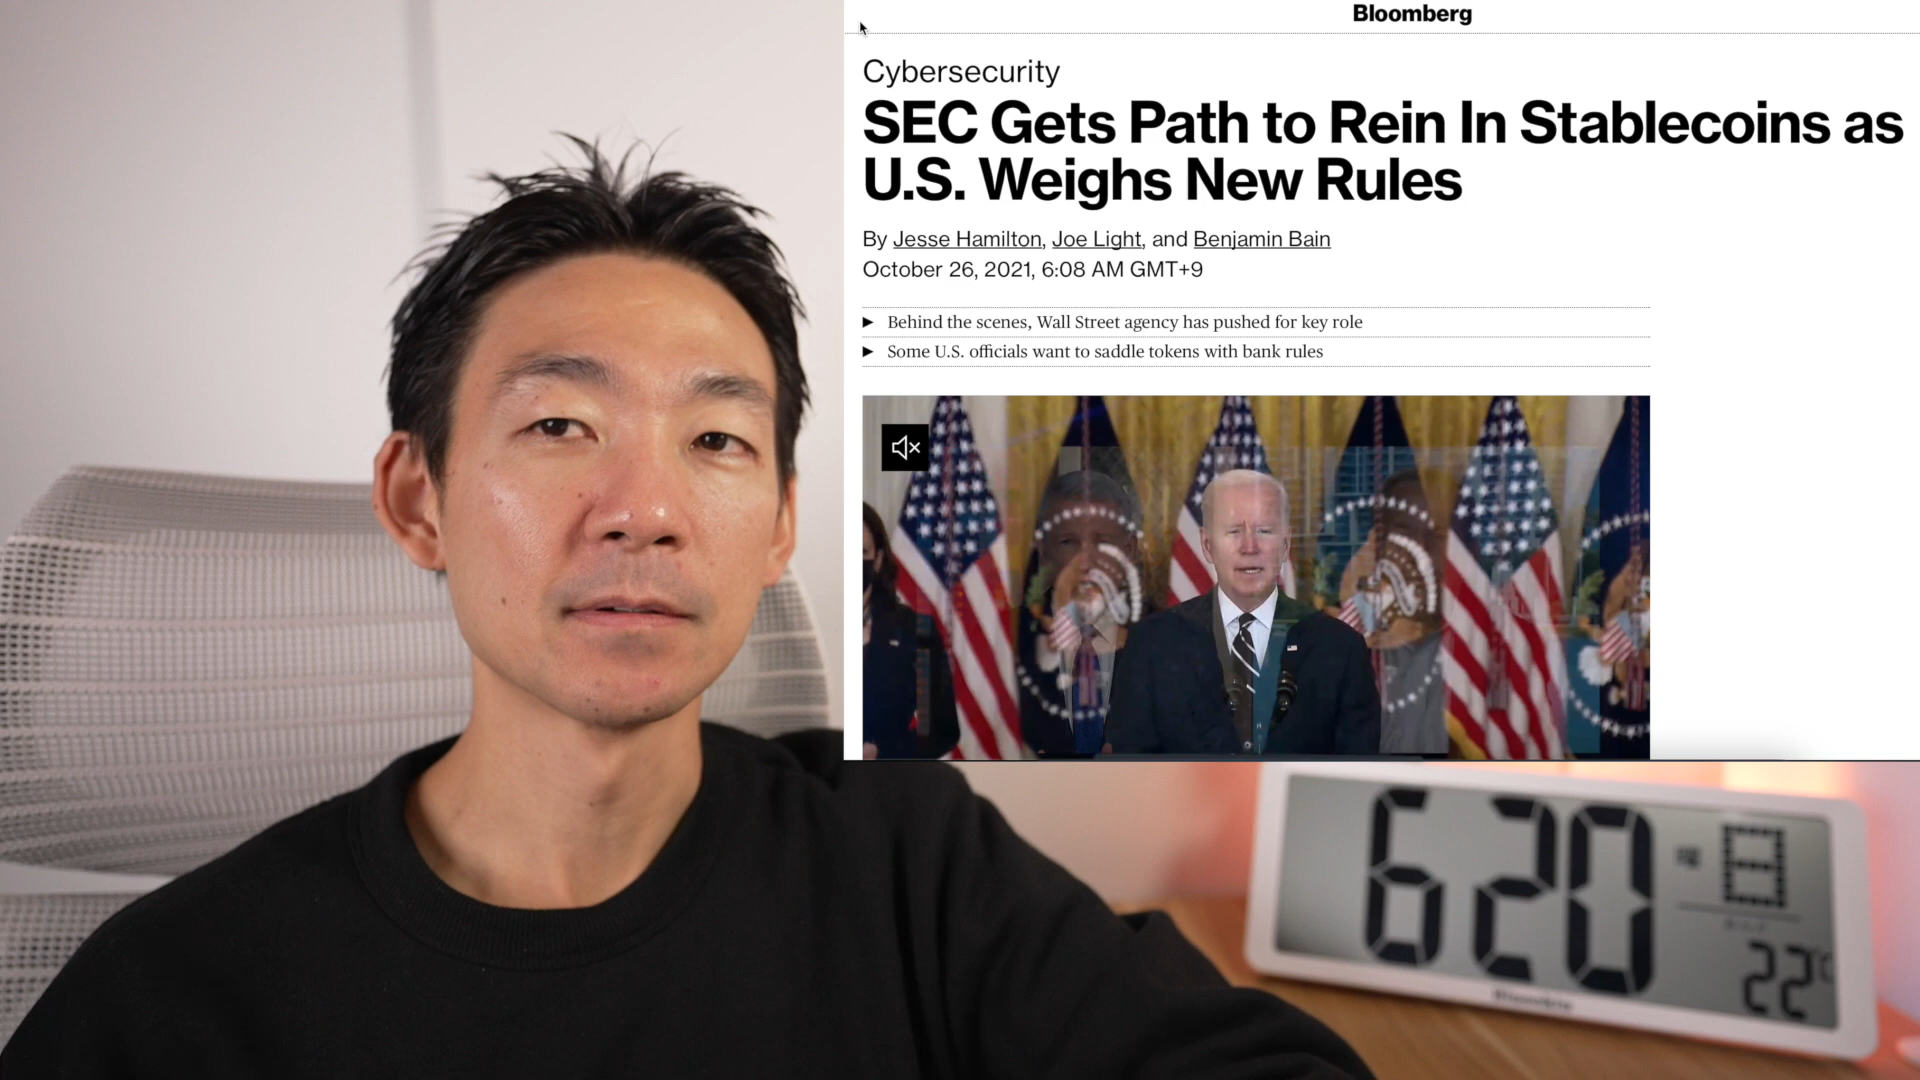 Bloomberg
Cybersecurity
SEC Gets Path to Rein In Stablecoins as
U.S. Weighs New Rules
By Jesse Hamilton, Joe Light, and Benjamin Bain
October 26, 2021, 6:08 AM GMT+9
▶ Behind the scenes, Wall Street agency has pushed for key role
▶ Some U.S. officials want to saddle tokens with bank rules
620
曜 日
22℃